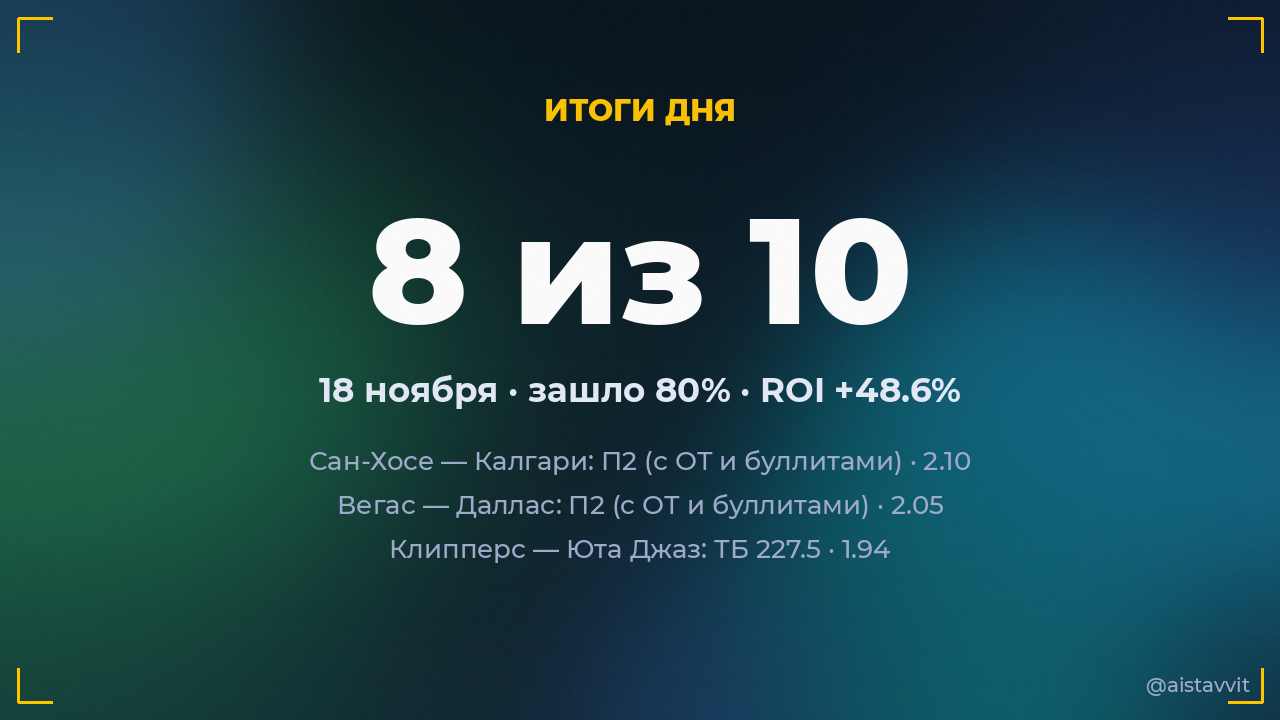 ИТОГИ ДНЯ
8 из 10
18 ноября · зашло 80% · ROI +48.6%
Сан-Хосе — Калгари: П2 (с ОТ и буллитами) · 2.10
Вегас — Даллас: П2 (с ОТ и буллитами) · 2.05
Клипперс — Юта Джаз: ТБ 227.5 · 1.94
@aistavvit